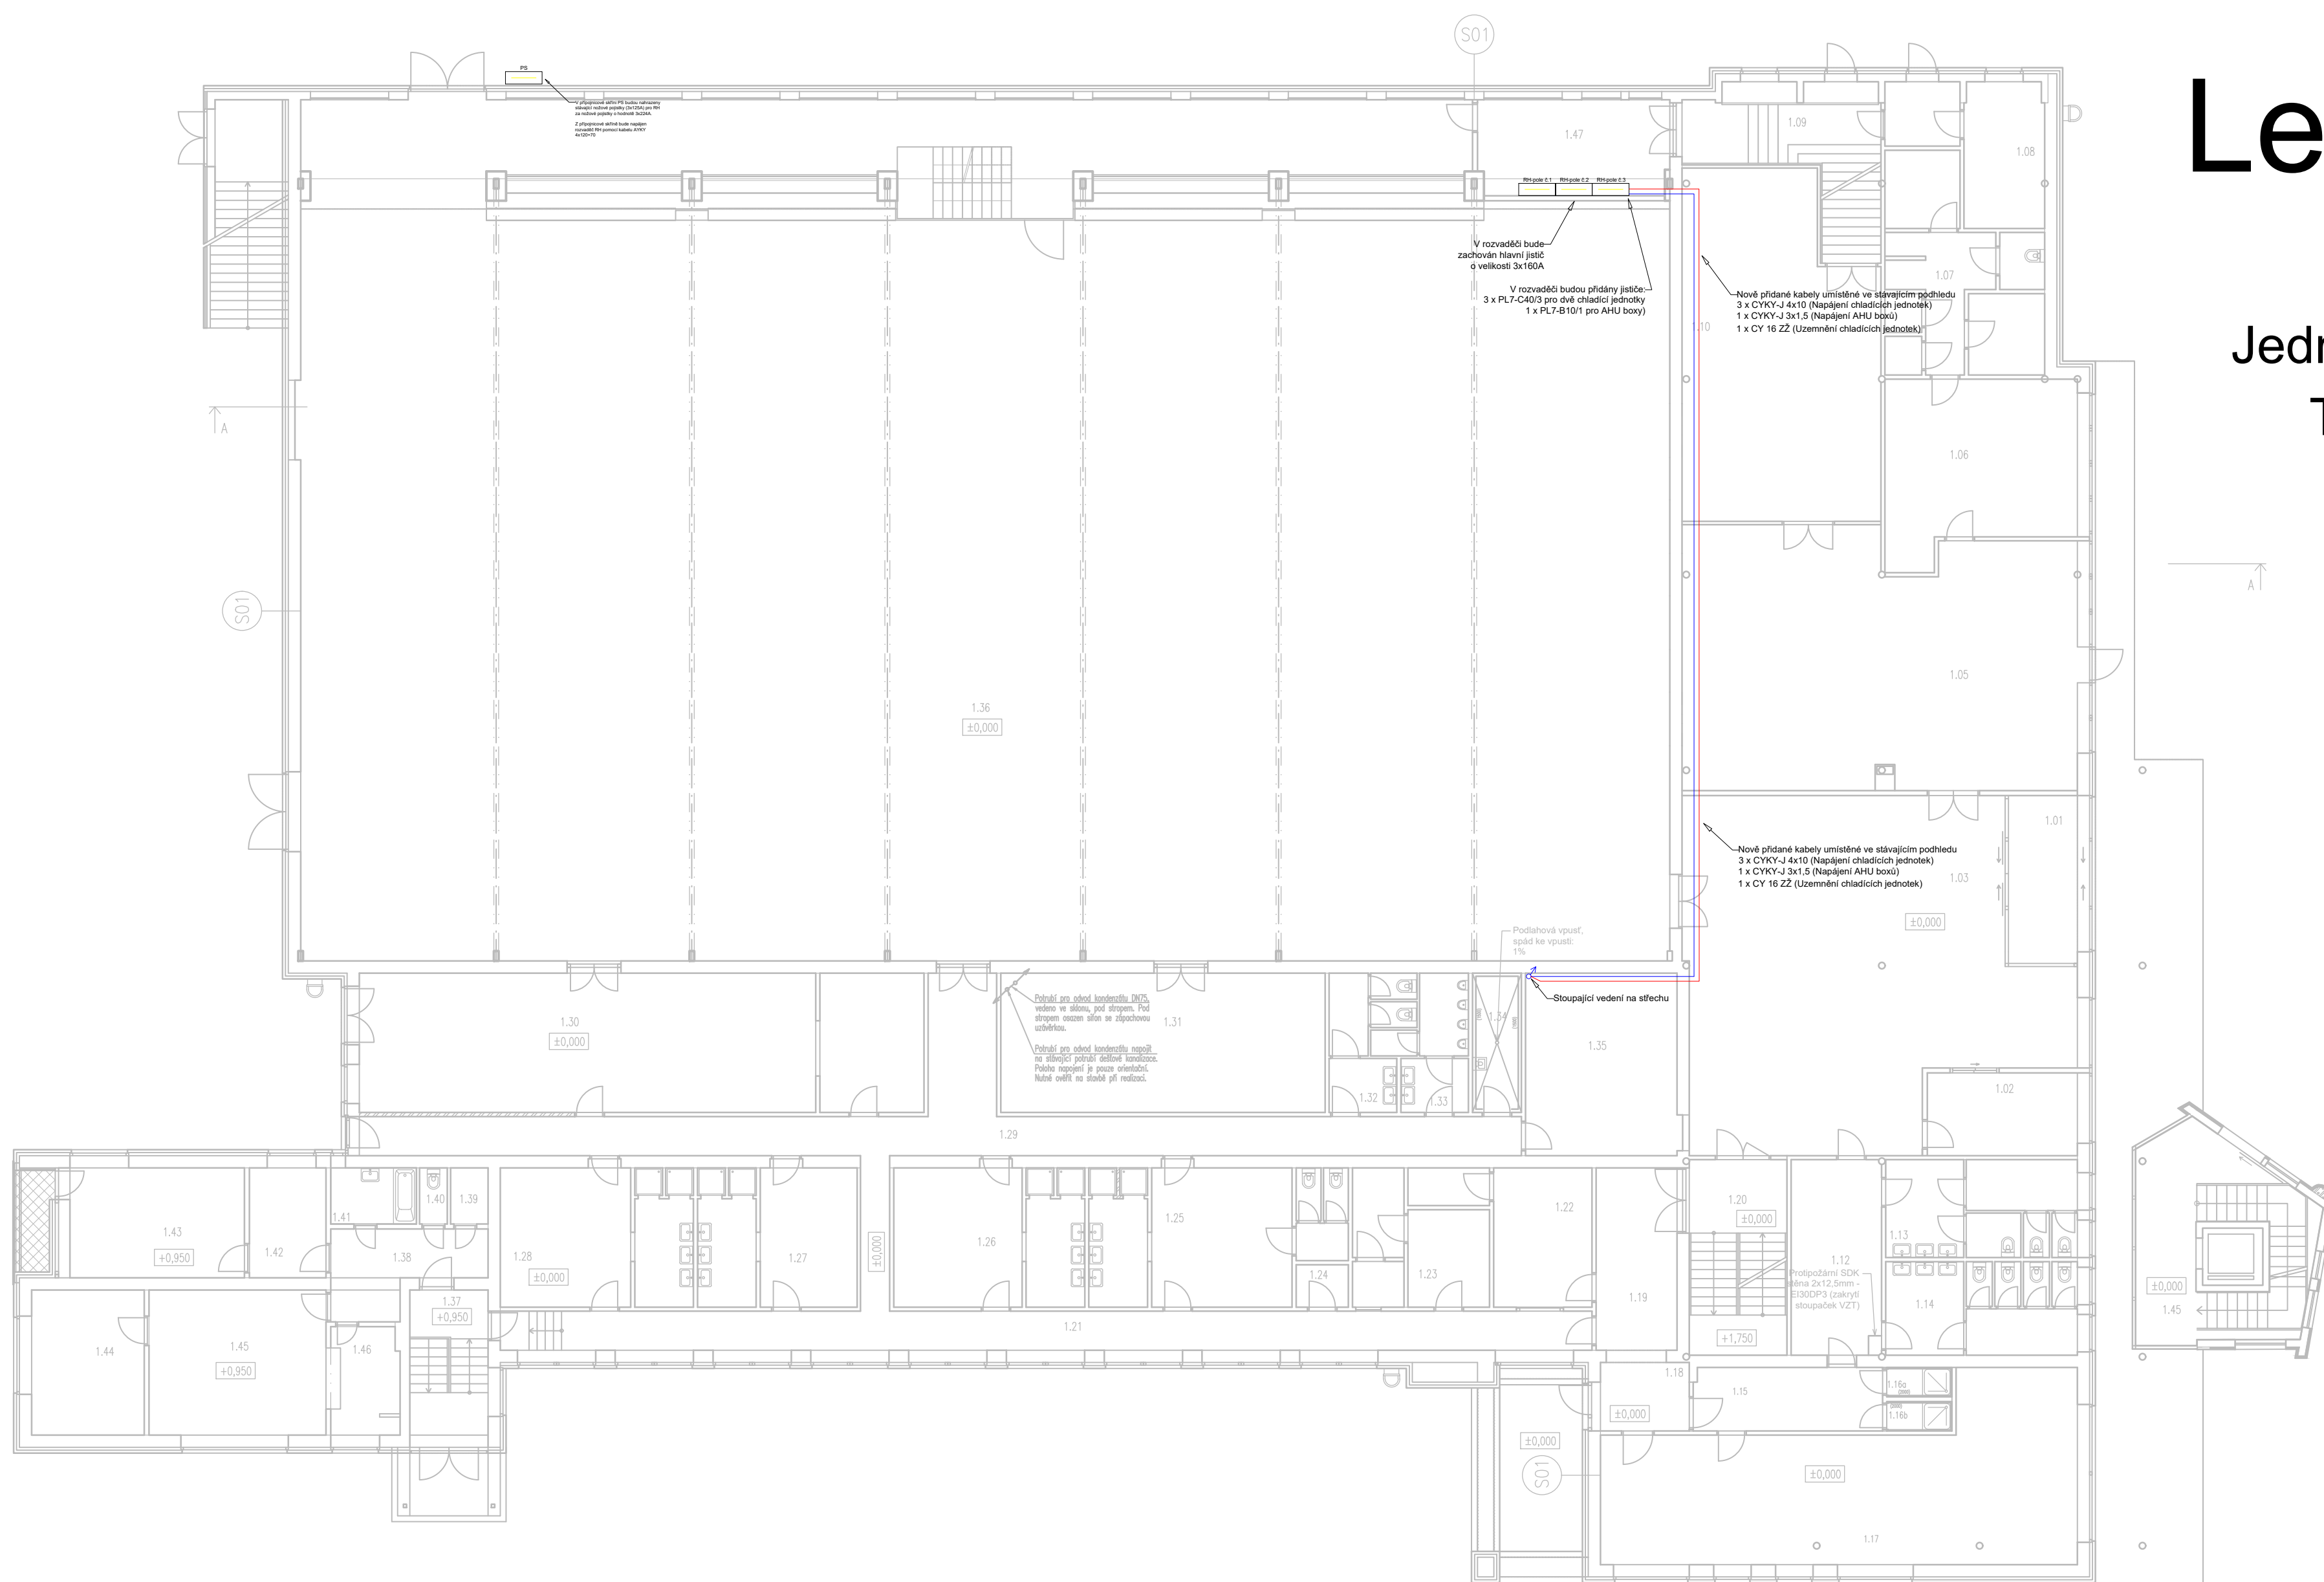 S01
Le
PS
V připojnicové skříni PS budou nahrazeny
stávající nožové pojistky (3x125A) pro RH
za nožové pojistky o hodnotě 3x224A.
Z připojnicové skříně bude napájen
rozvaděč RH pomocí kabelu AYKY
4x120+70
1.47
1.09
1.08
RH-pole č.1
RH-pole č.2
RH-pole č.3
V rozvaděči bude
zachován hlavní jistič
o velikosti 3x160A
V rozvaděči budou přidány jističe:
3 x PL7-C40/3 pro dvě chladící jednotky
1 x PL7-B10/1 pro AHU boxy)
1.07
Nově přidané kabely umístěné ve stávajícím podhledu
3 x CYKY-J 4x10 (Napájení chladících jednotek)
1 x CYKY-J 3x1,5 (Napájení AHU boxů)
1 x CY 16 ZŽ (Uzemnění chladících jednotek)
1.10
Jedn
T
A
1.06
A
S01
1.05
1.36
±0,000
1.01
Nově přidané kabely umístěné ve stávajícím podhledu
3 x CYKY-J 4x10 (Napájení chladících jednotek)
1 x CYKY-J 3x1,5 (Napájení AHU boxů)
1 x CY 16 ZŽ (Uzemnění chladících jednotek)
1.03
±0,000
Podlahová vpusť,
spád ke vpusti:
1%
Stoupající vedení na střechu
Potrubí pro odvod kondenzátu DN75,
vedeno ve sklonu, pod stropem. Pod
stropem osazen sifon se zápachovou
uzávěrkou.
Potrubí pro odvod kondenzátu napojit
na stávající potrubí dešťové kanalizace.
Poloha napojení je pouze orientační.
Nutné ověřit na stavbě při realizaci.
1.30
±0,000
1.31
1.34
1.35
1.32
1.33
1.02
1.29
1.41
1.40
1.39
1.43
+0,950
1.42
1.38
1.28
±0,000
1.27
±0,000
1.26
1.25
1.24
1.23
1.22
1.20
±0,000
1.19
1.12
Protipožární SDK
stěna 2x12,5mm -
EI30DP3 (zakrytí
stoupaček VZT)
1.13
1.14
±0,000
1.45
1.37
+0,950
1.44
1.45
+0,950
1.46
1.21
+1,750
1.18
±0,000
1.15
1.16a
1.16b
±0,000
S01
±0,000
1.17